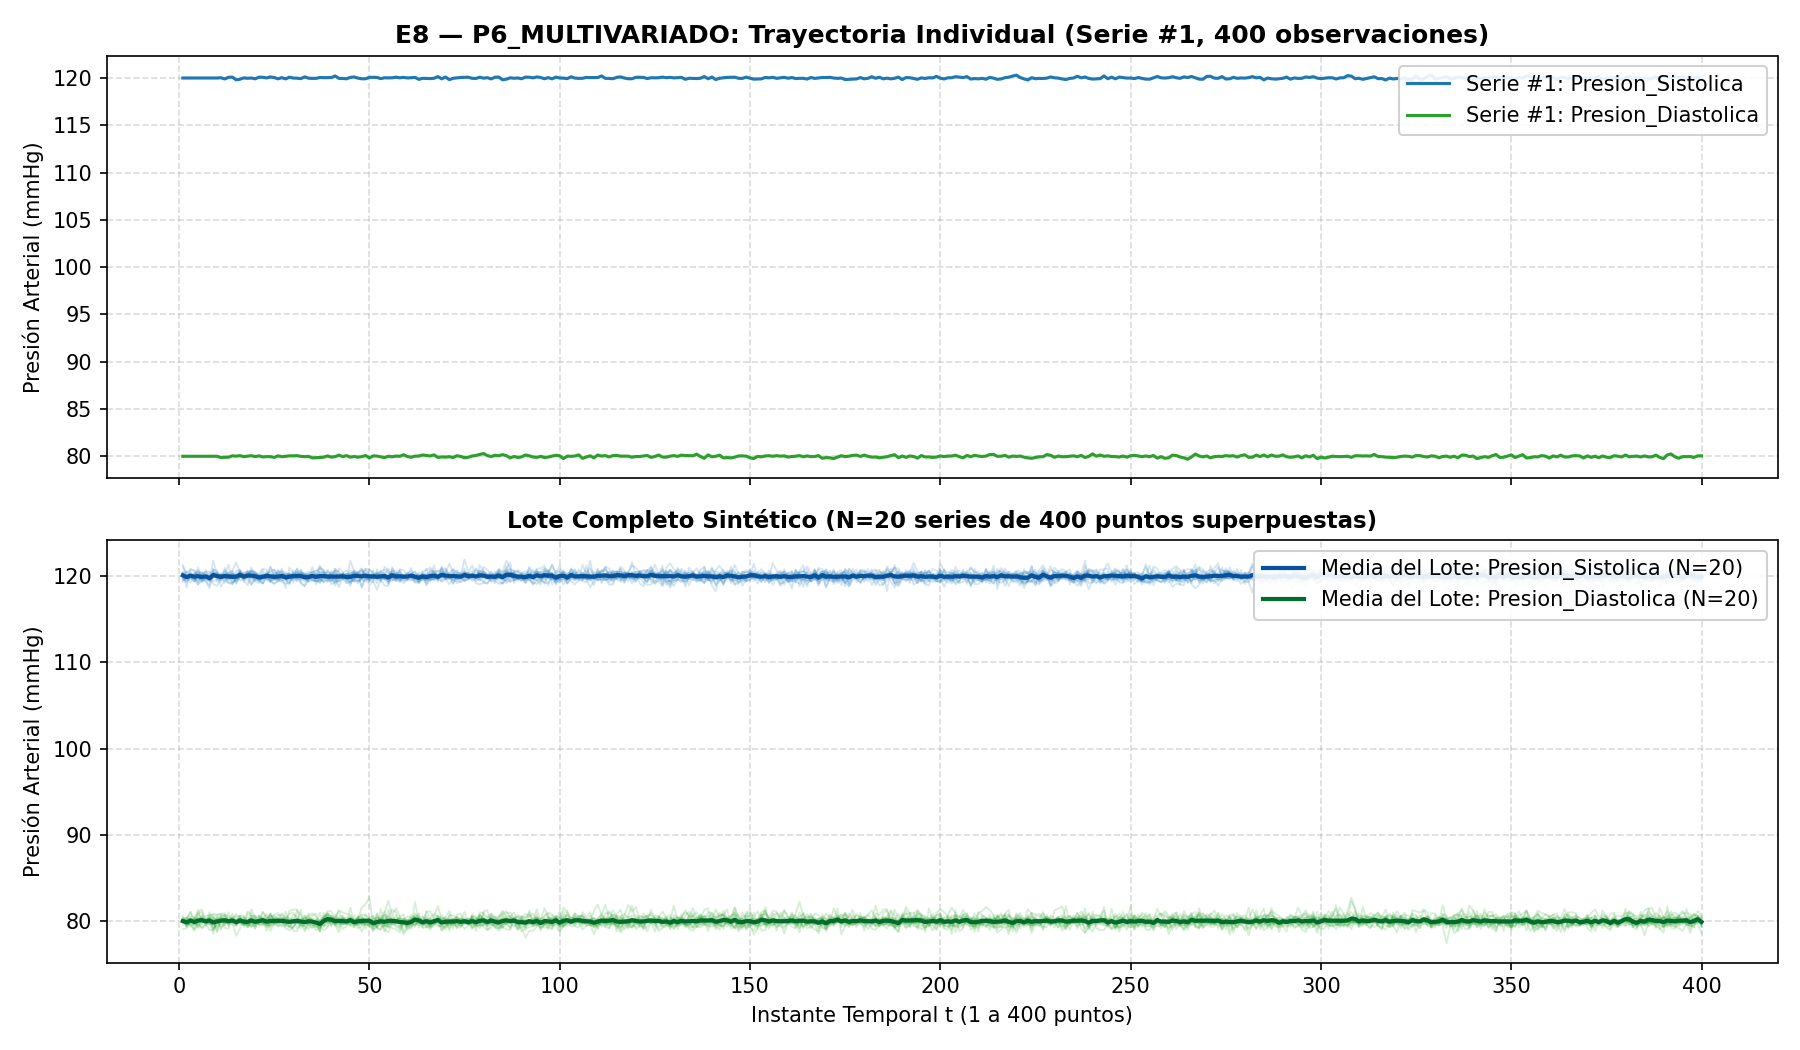 E8 — P6_MULTIVARIADO: Trayectoria Individual (Serie #1, 400 observaciones)
Presión Arterial (mmHg)
120
115
110
105
100
95
90
85
80
Serie #1: Presion_Sistolica
Serie #1: Presion_Diastolica
Lote Completo Sintético (N=20 series de 400 puntos superpuestas)
Presión Arterial (mmHg)
120
110
100
90
80
Media del Lote: Presion_Sistolica (N=20)
Media del Lote: Presion_Diastolica (N=20)
0 50 100 150 200 250 300 350 400
Instante Temporal t (1 a 400 puntos)